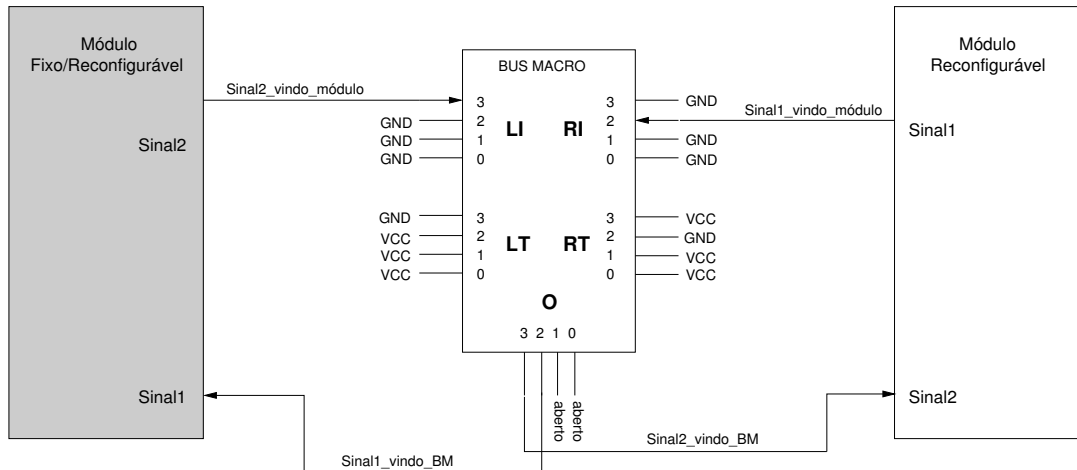 Módulo
Fixo/Reconfigurável
Módulo
Reconfigurável
BUS MACRO
Sinal2_vindo_módulo
3
3
GND
Sinal1_vindo_módulo
GND
2
LI
RI
2
Sinal1
Sinal2
GND
1
1
GND
GND
0
0
GND
GND
3
3
VCC
VCC
2
LT
RT
2
GND
VCC
1
1
VCC
VCC
0
0
VCC
O
3 2 1 0
Sinal1
aberto
aberto
Sinal2
Sinal2_vindo_BM
Sinal1_vindo_BM